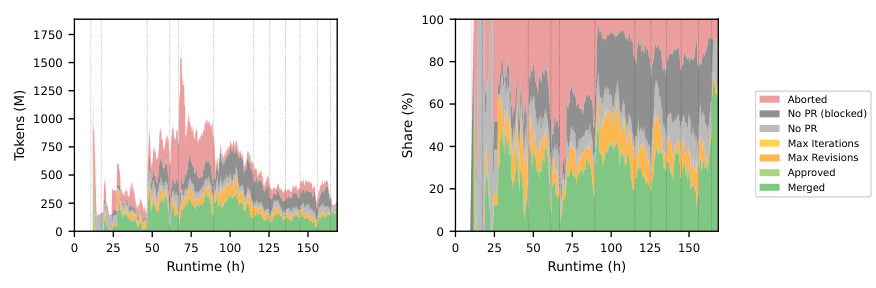 1750
1500
1250
1000
750
500
250
0
Tokens (M)
0 25 50 75 100 125 150
Runtime (h)
100
80
60
40
20
0
Share (%)
0 25 50 75 100 125 150
Runtime (h)
Aborted
No PR (blocked)
No PR
Max Iterations
Max Revisions
Approved
Merged